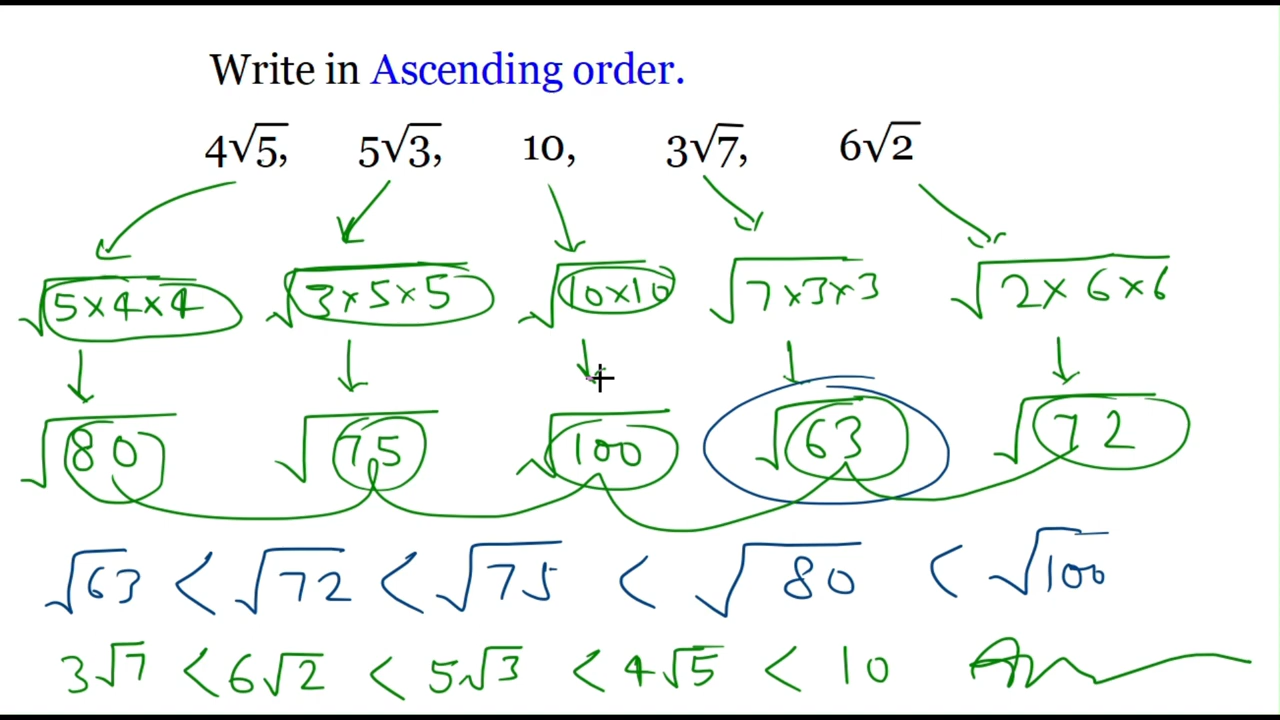 Write in Ascending order.
4√5, 5√3, 10, 3√7, 6√2
√5×4×4 √3×5×5 √10×10 √7×3×3 √2×6×6
√80 √75 √100 √63 √72
√63 < √72 < √75 < √80 < √100
3√7 < 6√2 < 5√3 < 4√5 < 10